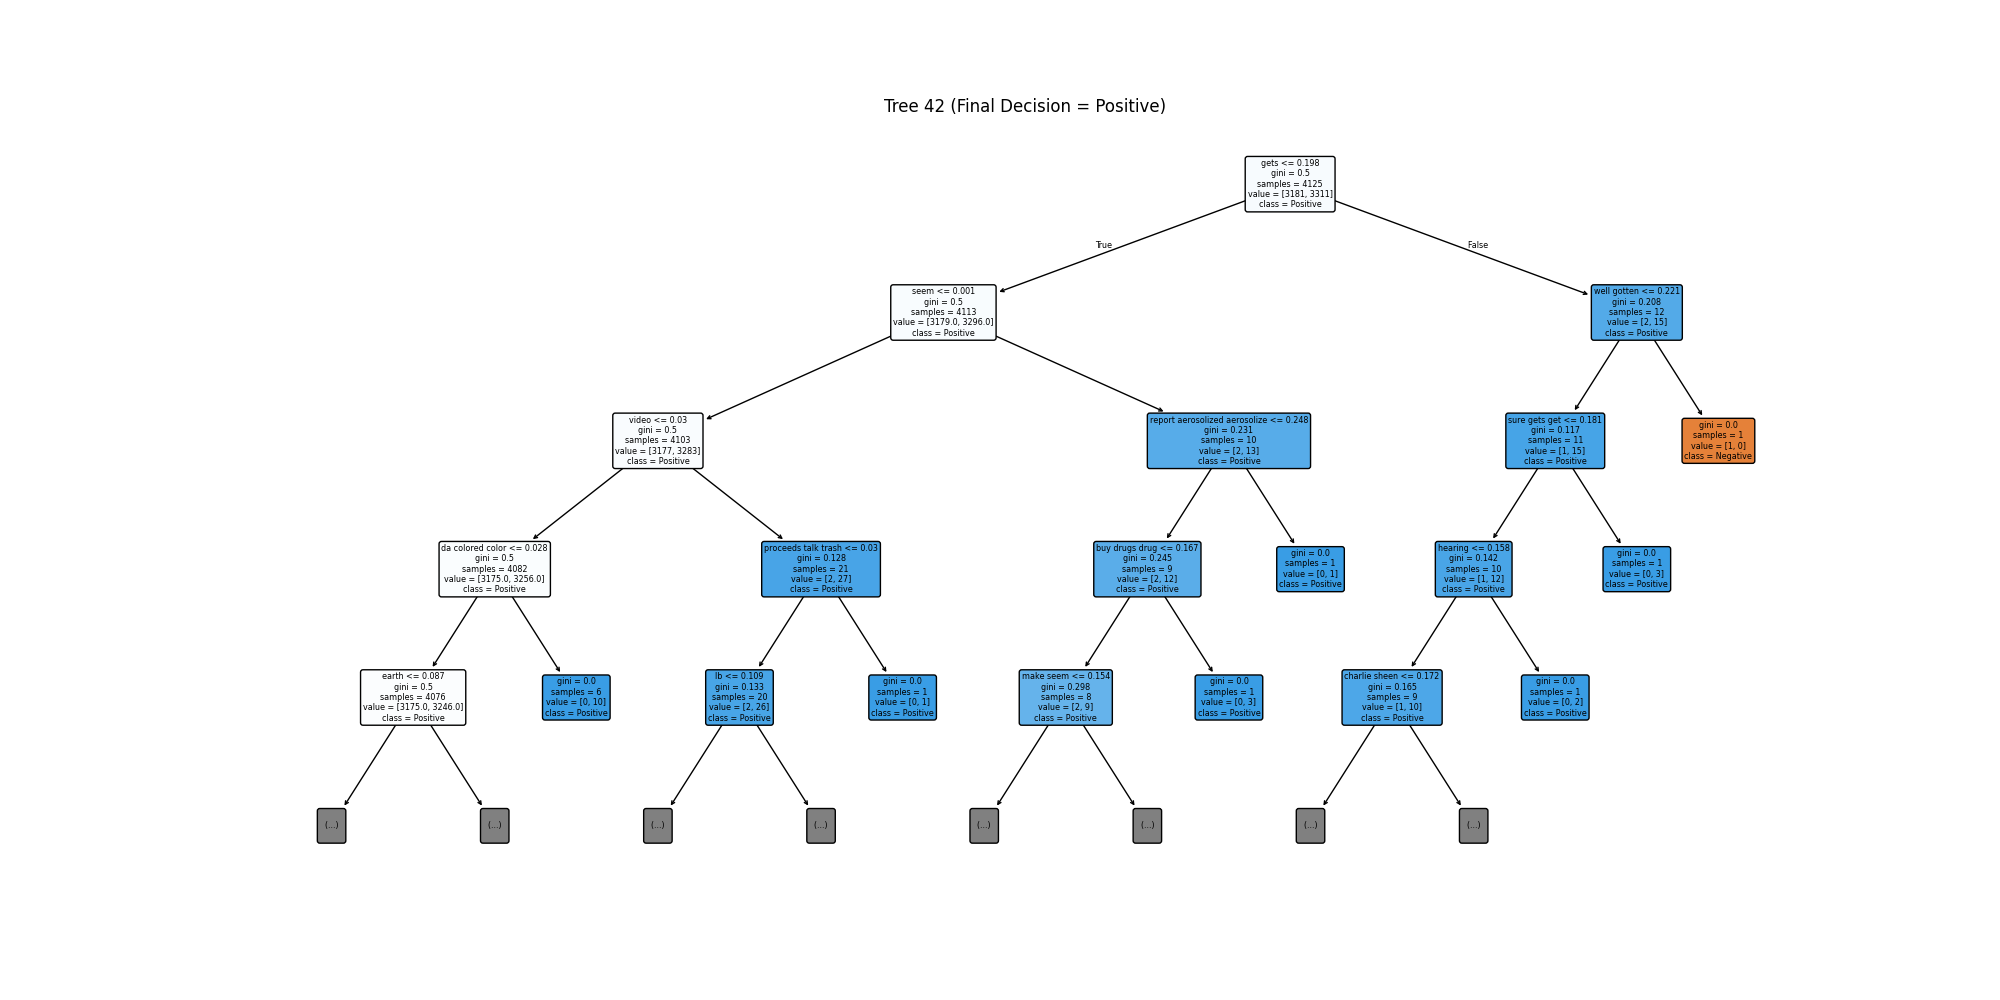 Tree 42 (Final Decision = Positive)
gets <= 0.198
gini = 0.5
samples = 4125
value = [3181, 3311]
class = Positive
True
False
seem <= 0.001
gini = 0.5
samples = 4113
value = [3179.0, 3296.0]
class = Positive
well gotten <= 0.221
gini = 0.208
samples = 12
value = [2, 15]
class = Positive
video <= 0.03
gini = 0.5
samples = 4103
value = [3177, 3283]
class = Positive
report aerosolized aerosolize <= 0.248
gini = 0.231
samples = 10
value = [2, 13]
class = Positive
sure gets get <= 0.181
gini = 0.117
samples = 11
value = [1, 15]
class = Positive
gini = 0.0
samples = 1
value = [1, 0]
class = Negative
da colored color <= 0.028
gini = 0.5
samples = 4082
value = [3175.0, 3256.0]
class = Positive
proceeds talk trash <= 0.03
gini = 0.128
samples = 21
value = [2, 27]
class = Positive
buy drugs drug <= 0.167
gini = 0.245
samples = 9
value = [2, 12]
class = Positive
gini = 0.0
samples = 1
value = [0, 1]
class = Positive
hearing <= 0.158
gini = 0.142
samples = 10
value = [1, 12]
class = Positive
gini = 0.0
samples = 1
value = [0, 3]
class = Positive
earth <= 0.087
gini = 0.5
samples = 4076
value = [3175.0, 3246.0]
class = Positive
gini = 0.0
samples = 6
value = [0, 10]
class = Positive
lb <= 0.109
gini = 0.133
samples = 20
value = [2, 26]
class = Positive
gini = 0.0
samples = 1
value = [0, 1]
class = Positive
make seem <= 0.154
gini = 0.298
samples = 8
value = [2, 9]
class = Positive
gini = 0.0
samples = 1
value = [0, 3]
class = Positive
charlie sheen <= 0.172
gini = 0.165
samples = 9
value = [1, 10]
class = Positive
gini = 0.0
samples = 1
value = [0, 2]
class = Positive
(...)
(...)
(...)
(...)
(...)
(...)
(...)
(...)